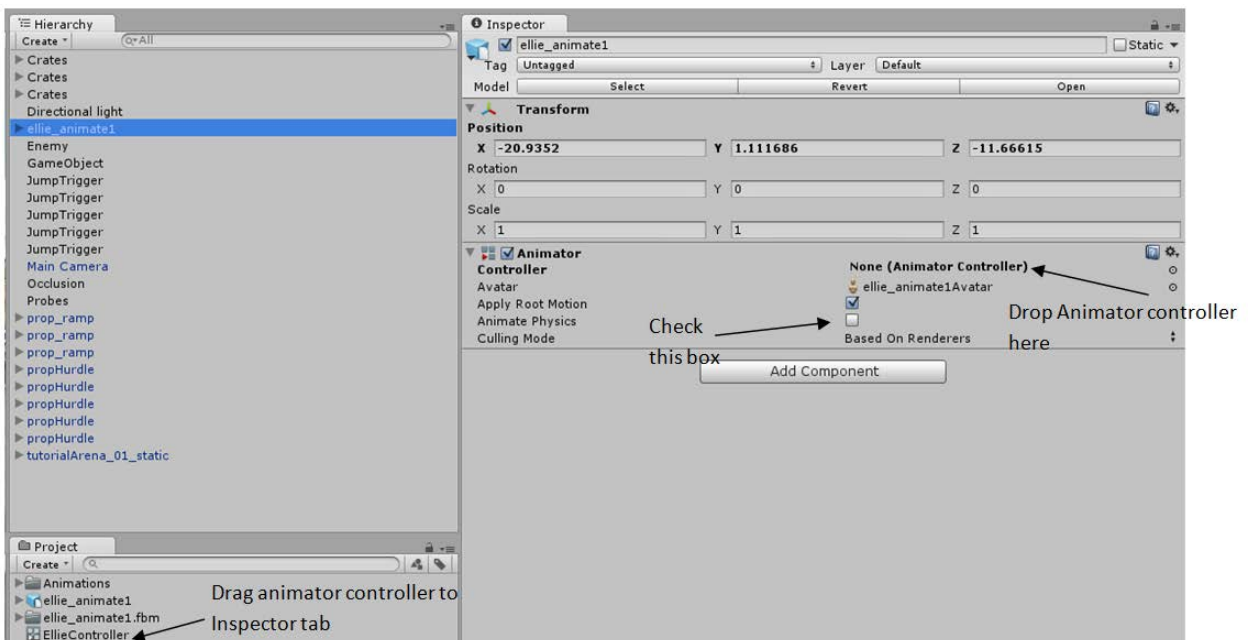 Hierarchy
Create
All
Crates
Crates
Crates
Directional light
ellie_animate1
Enemy
GameObject
JumpTrigger
JumpTrigger
JumpTrigger
JumpTrigger
JumpTrigger
Main Camera
Occlusion
Probes
prop_ramp
prop_ramp
prop_ramp
propHurdle
propHurdle
propHurdle
propHurdle
propHurdle
tutorialArena_01_static
Project
Create
Animations
ellie_animate1
ellie_animate1.fbm
EllieController
Drag animator controller to
Inspector tab
Inspector
ellie_animate1 Static
Tag Untagged Layer Default
Model Select Revert Open
Transform
Position
X -20.9352 Y 1.111686 Z -11.66615
Rotation
X 0 Y 0 Z 0
Scale
X 1 Y 1 Z 1
Animator
Controller None (Animator Controller)
Avatar ellie_animate1Avatar
Apply Root Motion
Animate Physics
Culling Mode Based On Renderers
Check
this box
Drop Animator controller
here
Add Component